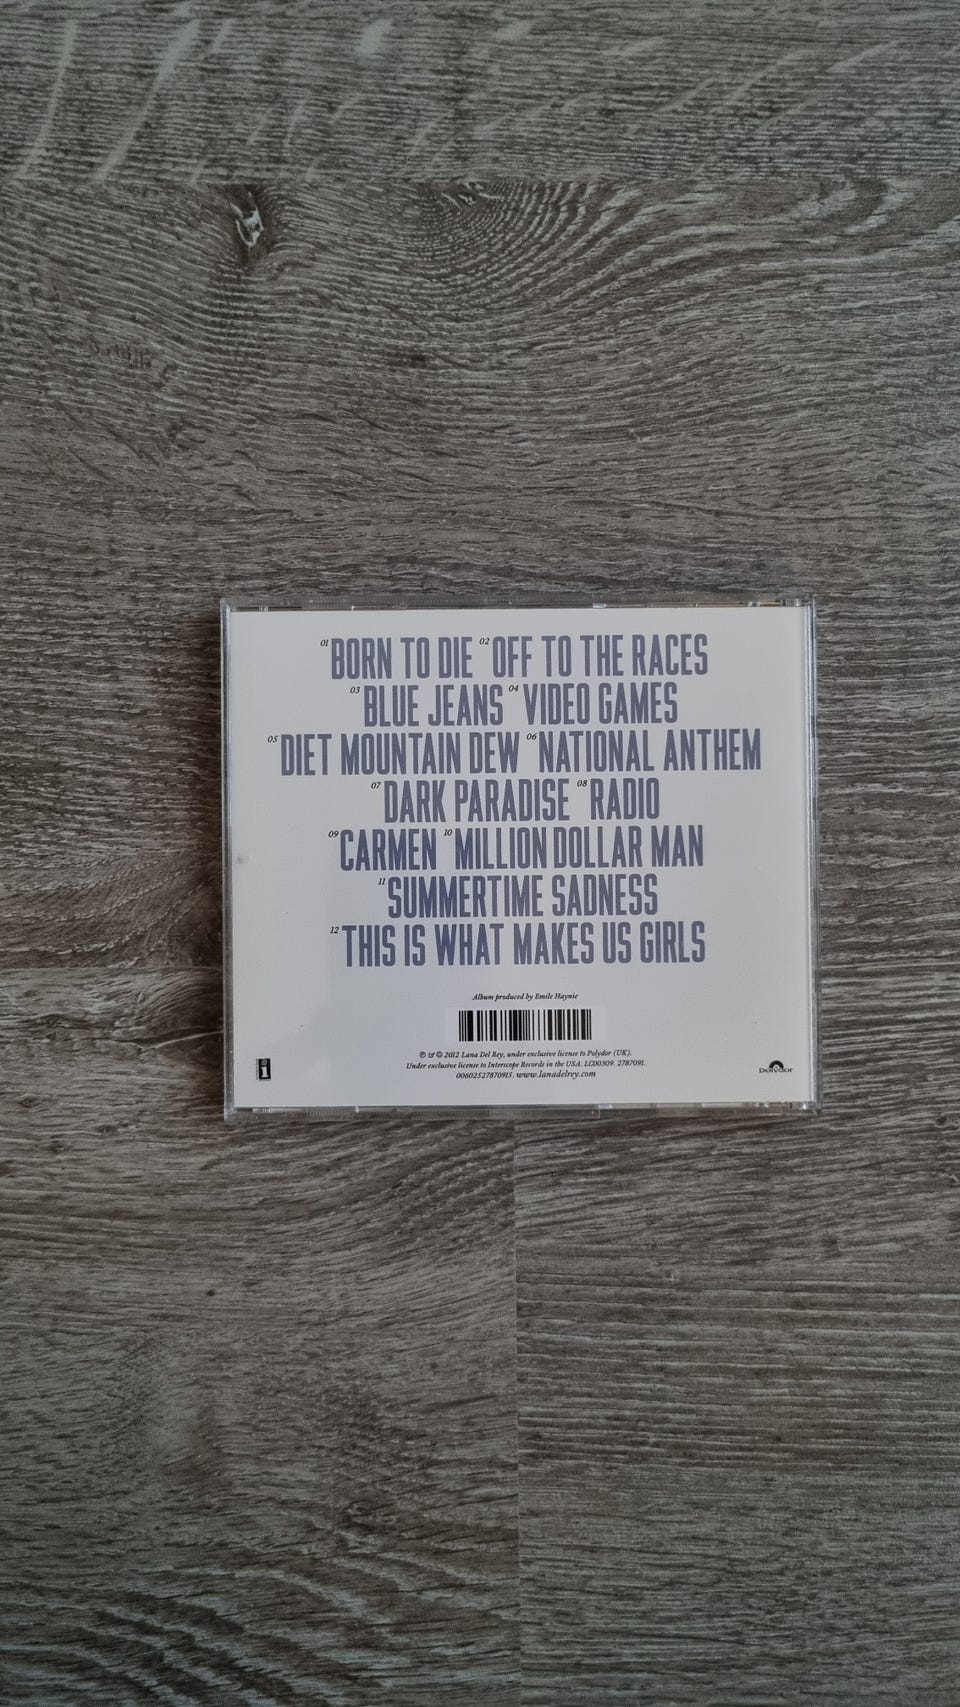 01 BORN TO DIE 02 OFF TO THE RACES
03 BLUE JEANS 04 VIDEO GAMES
05 DIET MOUNTAIN DEW 06 NATIONAL ANTHEM
07 DARK PARADISE 08 RADIO
09 CARMEN 10 MILLION DOLLAR MAN
11 SUMMERTIME SADNESS
12 THIS IS WHAT MAKES US GIRLS
Album produced by Emile Haynie
℗ & © 2012 Lana Del Rey, under exclusive license to Polydor (UK).
Under exclusive license to Interscope Records in the USA. LC00309. 2787091.
00602527870915. www.lanadelrey.com
i
Polydor